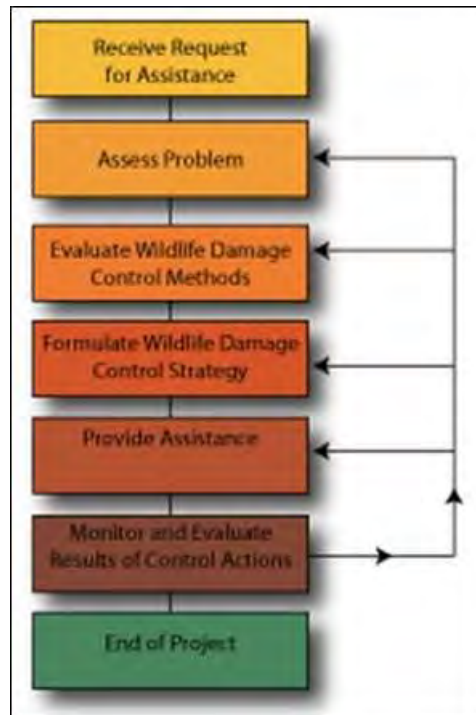 Receive Request
for Assistance
Assess Problem
Evaluate Wildlife Damage
Control Methods
Formulate Wildlife Damage
Control Strategy
Provide Assistance
Monitor and Evaluate
Results of Control Actions
End of Project